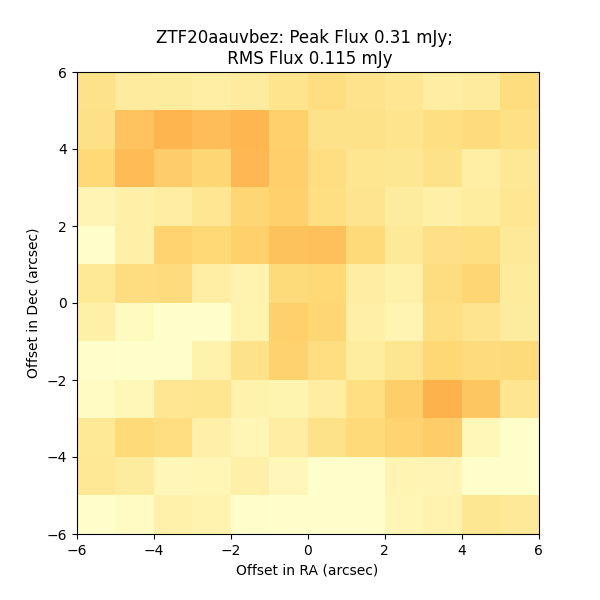 ZTF20aauvbez: Peak Flux 0.31 mJy;
RMS Flux 0.115 mJy
6
4
2
0
−2
−4
−6
Offset in Dec (arcsec)
−6 −4 −2 0 2 4 6
Offset in RA (arcsec)